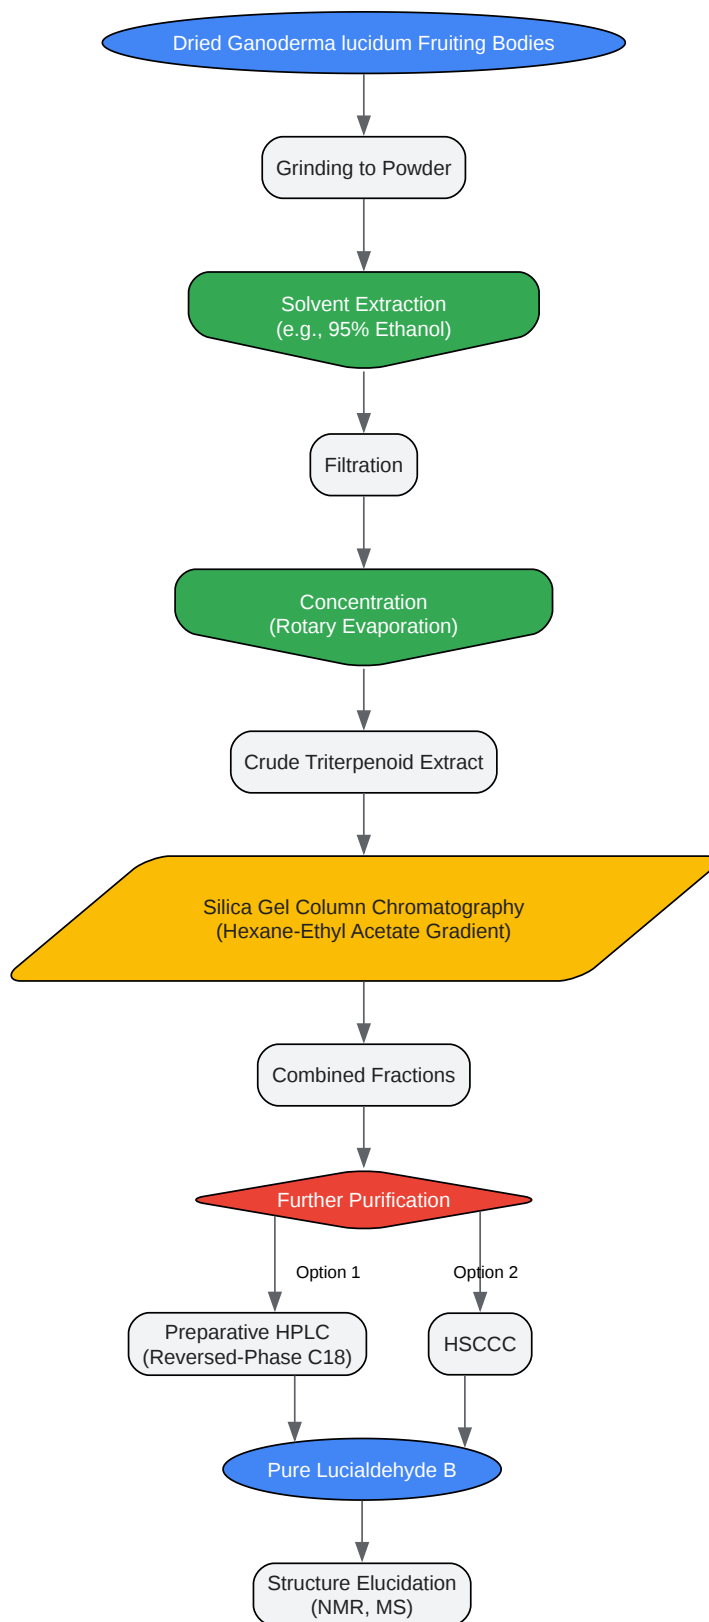 Dried Ganoderma lucidum Fruiting Bodies
Grinding to Powder
Solvent Extraction
(e.g., 95% Ethanol)
Filtration
Concentration
(Rotary Evaporation)
Crude Triterpenoid Extract
Silica Gel Column Chromatography
(Hexane-Ethyl Acetate Gradient)
Combined Fractions
Further Purification
Option 1
Option 2
Preparative HPLC
(Reversed-Phase C18)
HSCCC
Pure Lucialdehyde B
Structure Elucidation
(NMR, MS)